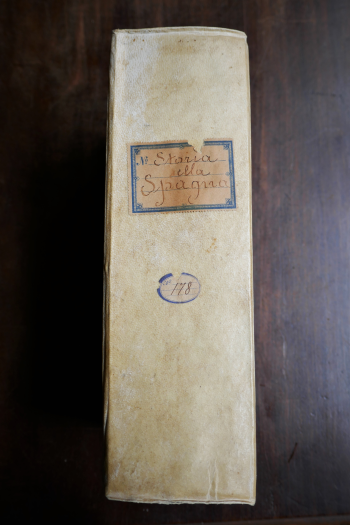 Storia
della
Spagna
178